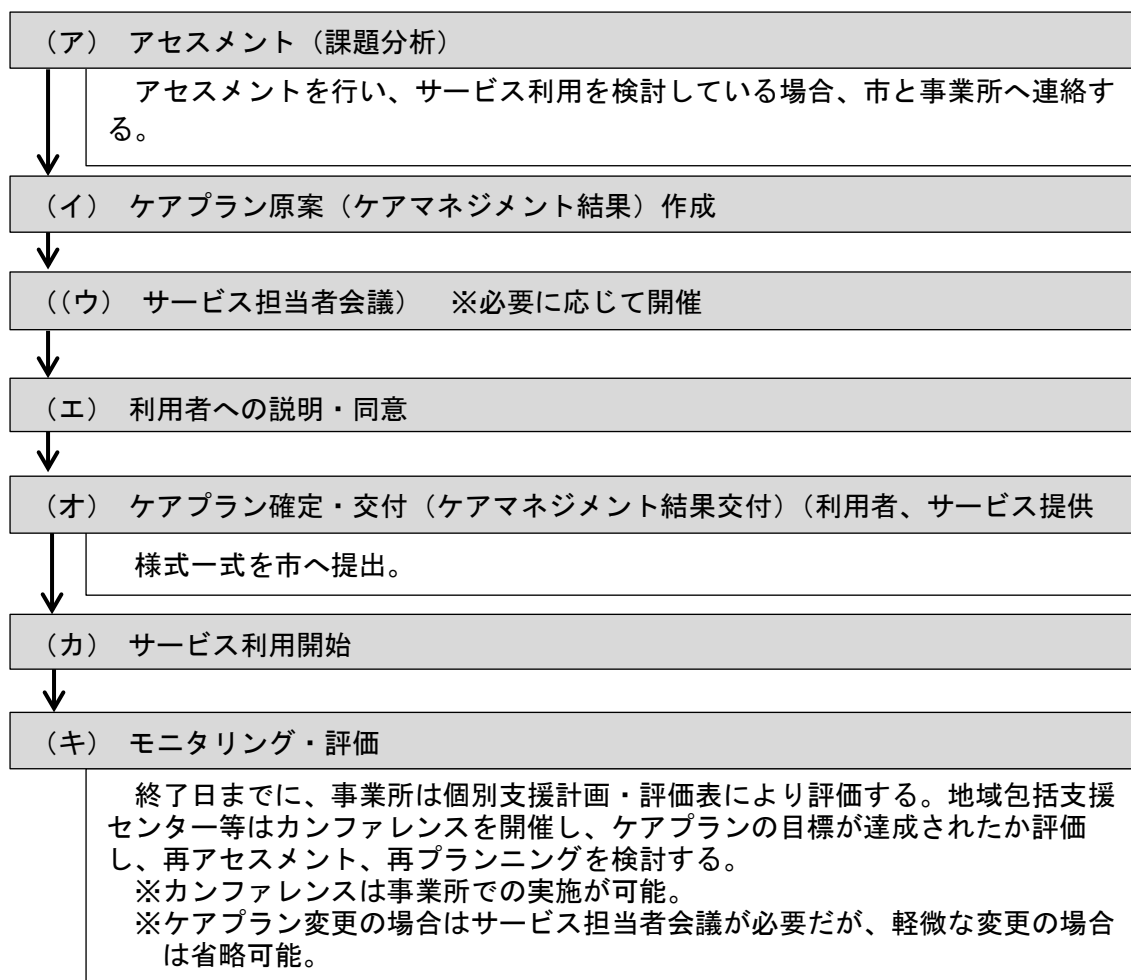 （ア） アセスメント（課題分析）
アセスメントを行い、サービス利用を検討している場合、市と事業所へ連絡す
る。
（イ） ケアプラン原案（ケアマネジメント結果）作成
（（ウ） サービス担当者会議） ※必要に応じて開催
（エ） 利用者への説明・同意
（オ） ケアプラン確定・交付（ケアマネジメント結果交付）（利用者、サービス提供
様式一式を市へ提出。
（カ） サービス利用開始
（キ） モニタリング・評価
終了日までに、事業所は個別支援計画・評価表により評価する。地域包括支援
センター等はカンファレンスを開催し、ケアプランの目標が達成されたか評価
し、再アセスメント、再プランニングを検討する。
※カンファレンスは事業所での実施が可能。
※ケアプラン変更の場合はサービス担当者会議が必要だが、軽微な変更の場合
は省略可能。